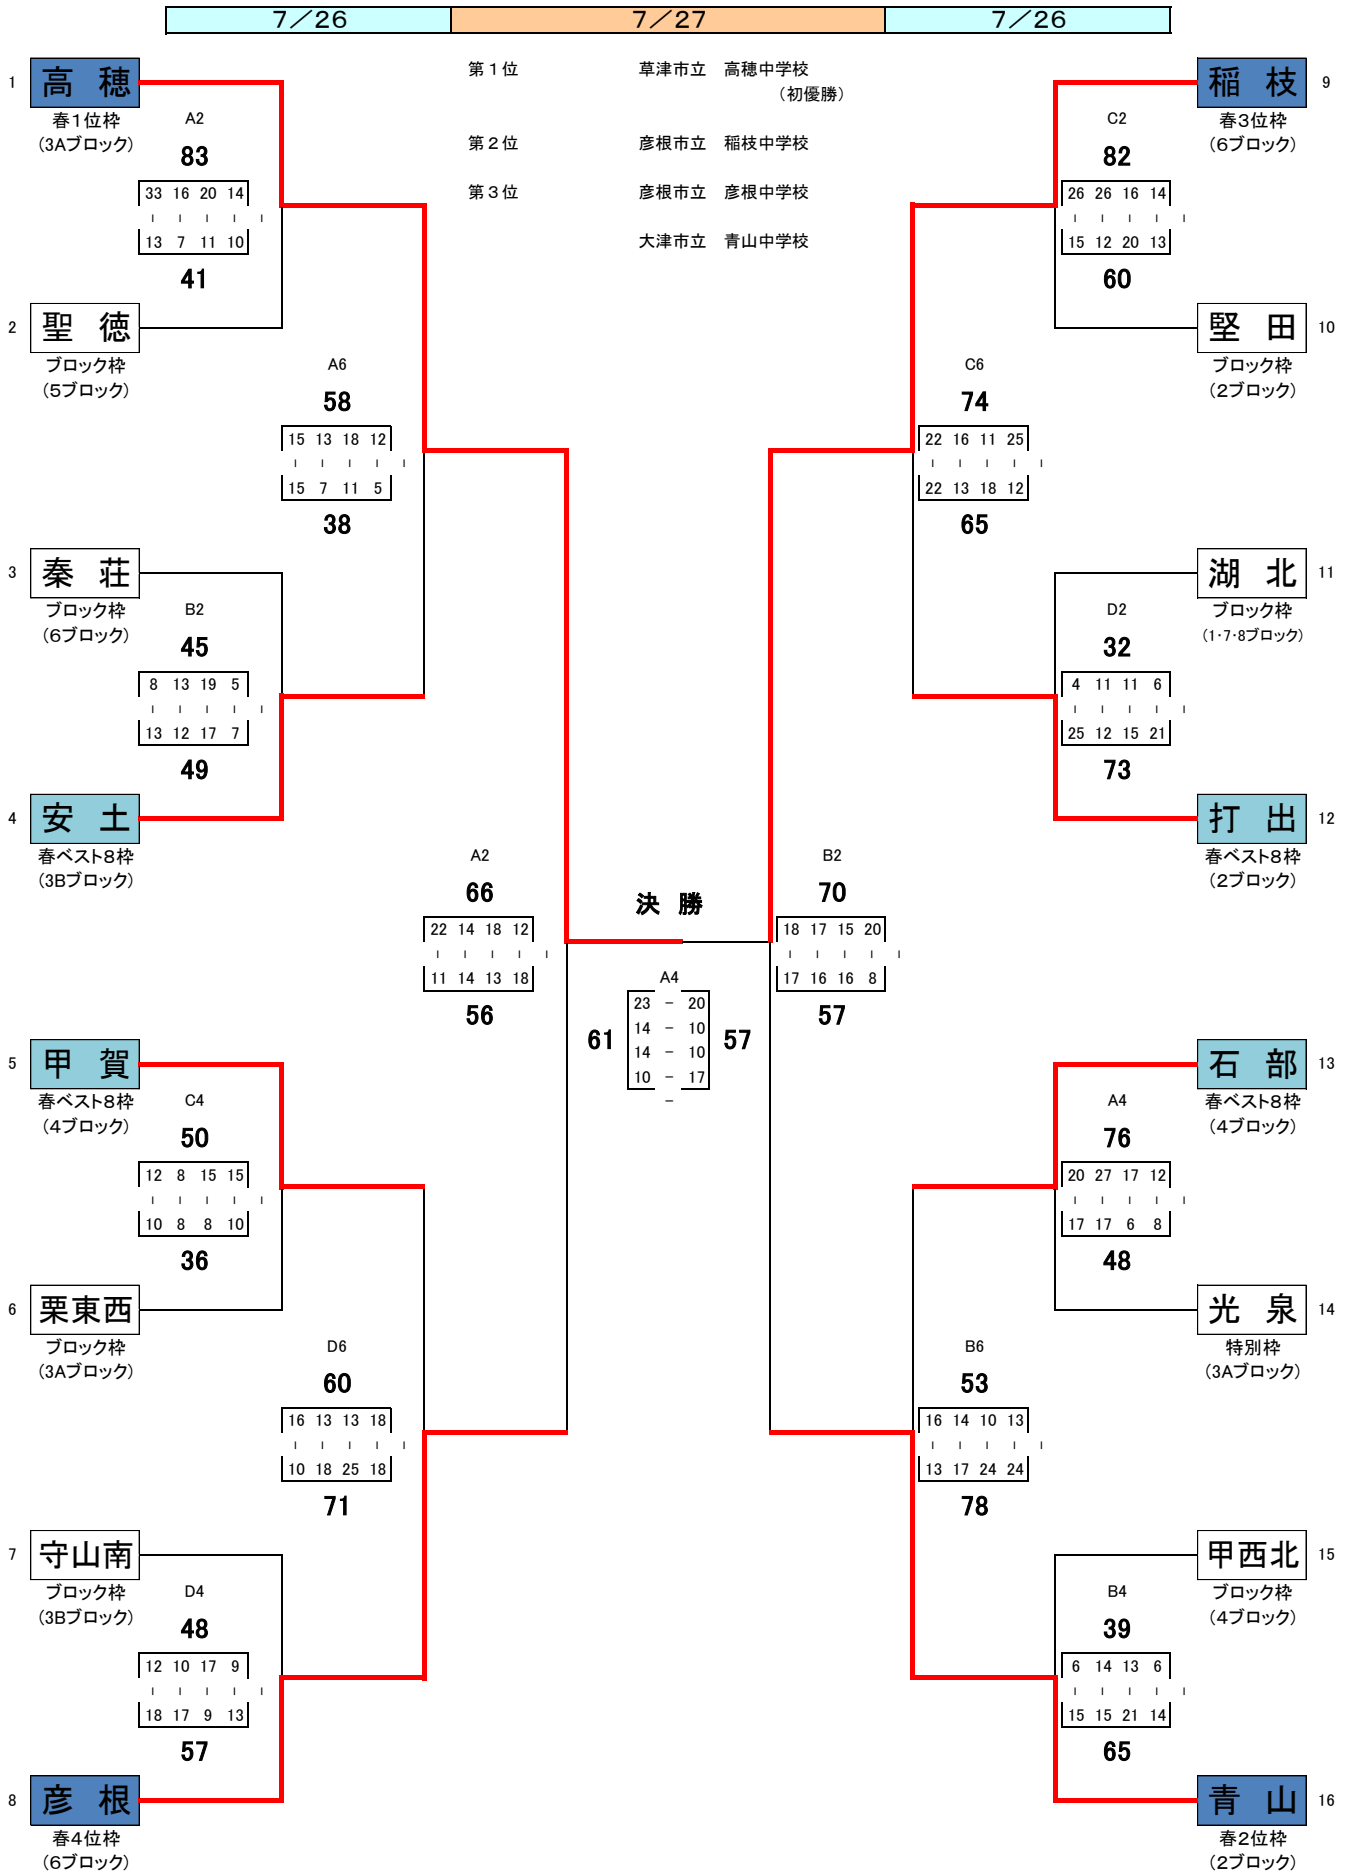 7／26 7／27 7／26
第１位 草津市立 高穂中学校
（初優勝）
第２位 彦根市立 稲枝中学校
第３位 彦根市立 彦根中学校
大津市立 青山中学校
1 高 穂
春１位枠
(3Aブロック)
A2
83
33 16 20 14
13 7 11 10
41
2 聖 徳
ブロック枠
(5ブロック)
A6
58
15 13 18 12
15 7 11 5
38
3 秦 荘
ブロック枠
(6ブロック)
B2
45
8 13 19 5
13 12 17 7
49
4 安 土
春ベスト8枠
(3Bブロック)
A2
66
22 14 18 12
11 14 13 18
56
5 甲 賀
春ベスト8枠
(4ブロック)
C4
50
12 8 15 15
10 8 8 10
36
6 栗東西
ブロック枠
(3Aブロック)
D6
60
16 13 13 18
10 18 25 18
71
7 守山南
ブロック枠
(3Bブロック)
D4
48
12 10 17 9
18 17 9 13
57
8 彦 根
春４位枠
(6ブロック)
決 勝
A4
23 － 20
14 － 10
61 57
14 － 10
10 － 17
－
稲 枝 9
春３位枠
(6ブロック)
C2
82
26 26 16 14
15 12 20 13
60
堅 田 10
ブロック枠
(2ブロック)
C6
74
22 16 11 25
22 13 18 12
65
湖 北 11
ブロック枠
(1・7・8ブロック)
D2
32
4 11 11 6
25 12 15 21
73
打 出 12
春ベスト8枠
(2ブロック)
B2
70
18 17 15 20
17 16 16 8
57
石 部 13
春ベスト8枠
(4ブロック)
A4
76
20 27 17 12
17 17 6 8
48
光 泉 14
特別枠
(3Aブロック)
B6
53
16 14 10 13
13 17 24 24
78
甲西北 15
ブロック枠
(4ブロック)
B4
39
6 14 13 6
15 15 21 14
65
青 山 16
春２位枠
(2ブロック)